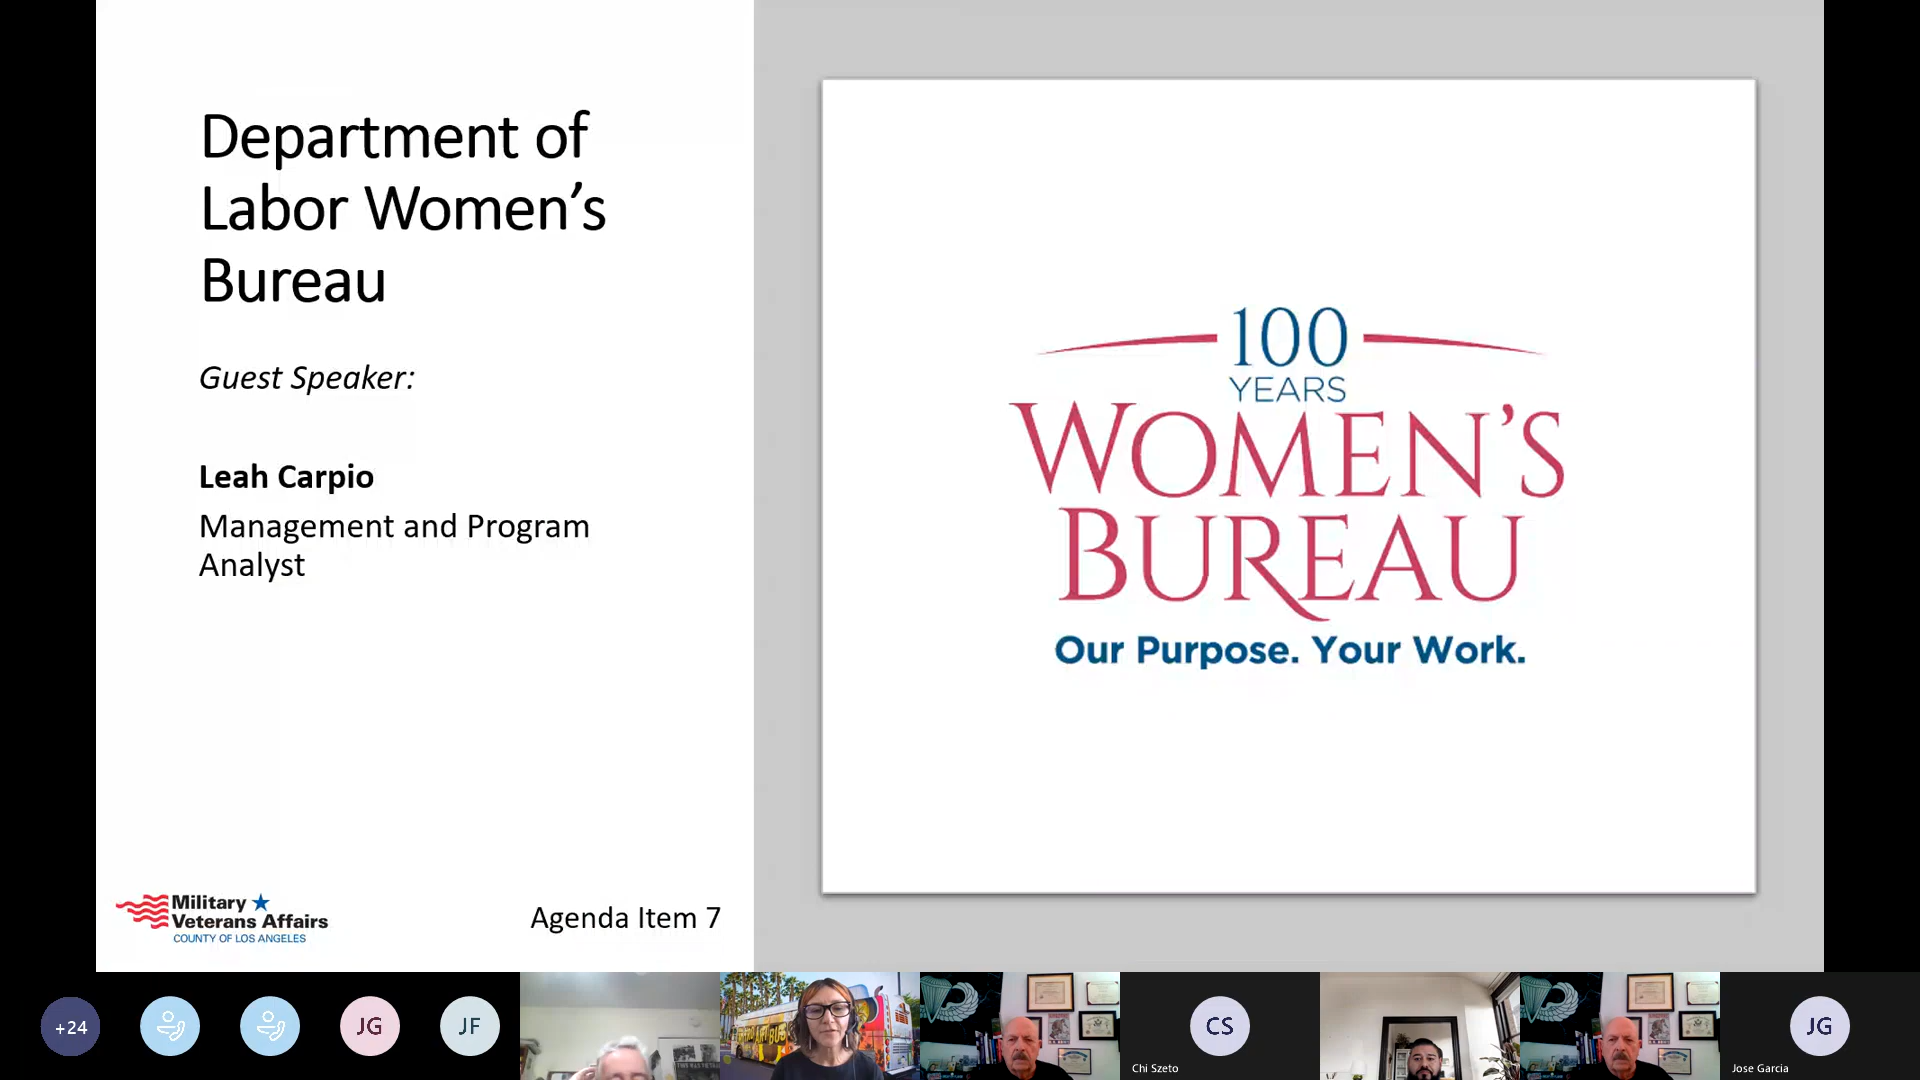 Department of
Labor Women’s
Bureau
Guest Speaker:
Leah Carpio
Management and Program
Analyst
Military
Veterans Affairs
COUNTY OF LOS ANGELES
Agenda Item 7
100
YEARS
WOMEN’S
BUREAU
Our Purpose. Your Work.
+24
JG
JF
CS
Chi Szeto
JG
Jose Garcia